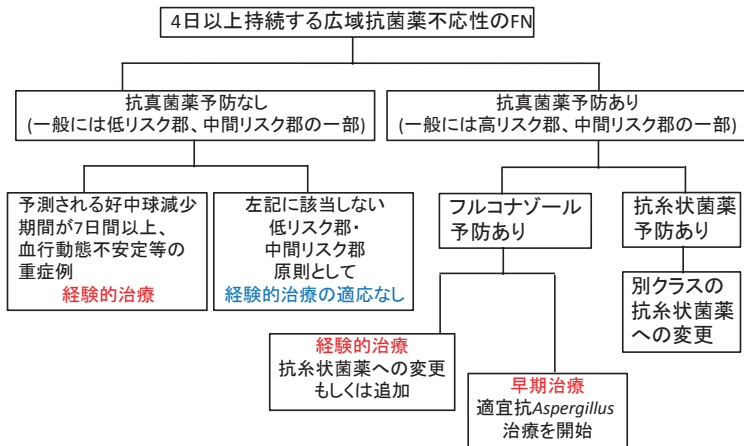 4日以上持続する広域抗菌薬不応性のFN
抗真菌薬予防なし
(一般には低リスク郡、中間リスク郡の一部)
抗真菌薬予防あり
(一般には高リスク郡、中間リスク郡の一部)
予測される好中球減少
期間が7日間以上、
血行動態不安定等の
重症例
経験的治療
左記に該当しない
低リスク郡・
中間リスク郡
原則として
経験的治療の適応なし
フルコナゾール
予防あり
抗糸状菌薬
予防あり
別クラスの
抗糸状菌薬
への変更
経験的治療
抗糸状菌薬への変更
もしくは追加
早期治療
適宜抗Aspergillus
治療を開始